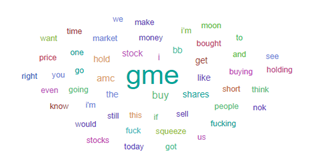 we make
time i'm moon
want market money bought to
price one stock bb and see
hold i get
right you go amc gme like buying holding
even going the buy shares short think
know i'm people nok
still this if sell
would fuck squeeze fucking
stocks today got us